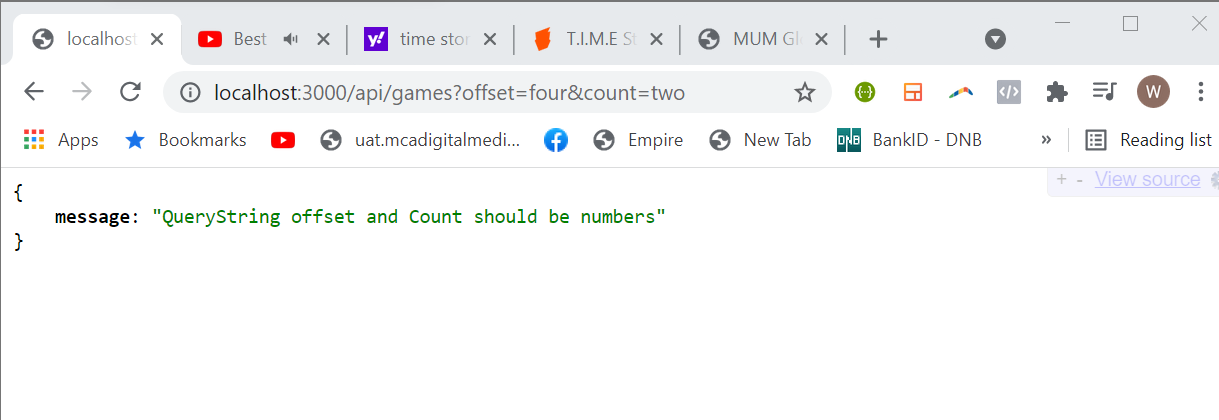 localhost
Best
time stor
T.I.M.E St
MUM Gl
localhost:3000/api/games?offset=four&count=two
W
Apps
Bookmarks
uat.mcadigitalmedi...
Empire
New Tab
DNB
BankID - DNB
»
Reading list
+ - View source
{
message: "QueryString offset and Count should be numbers"
}